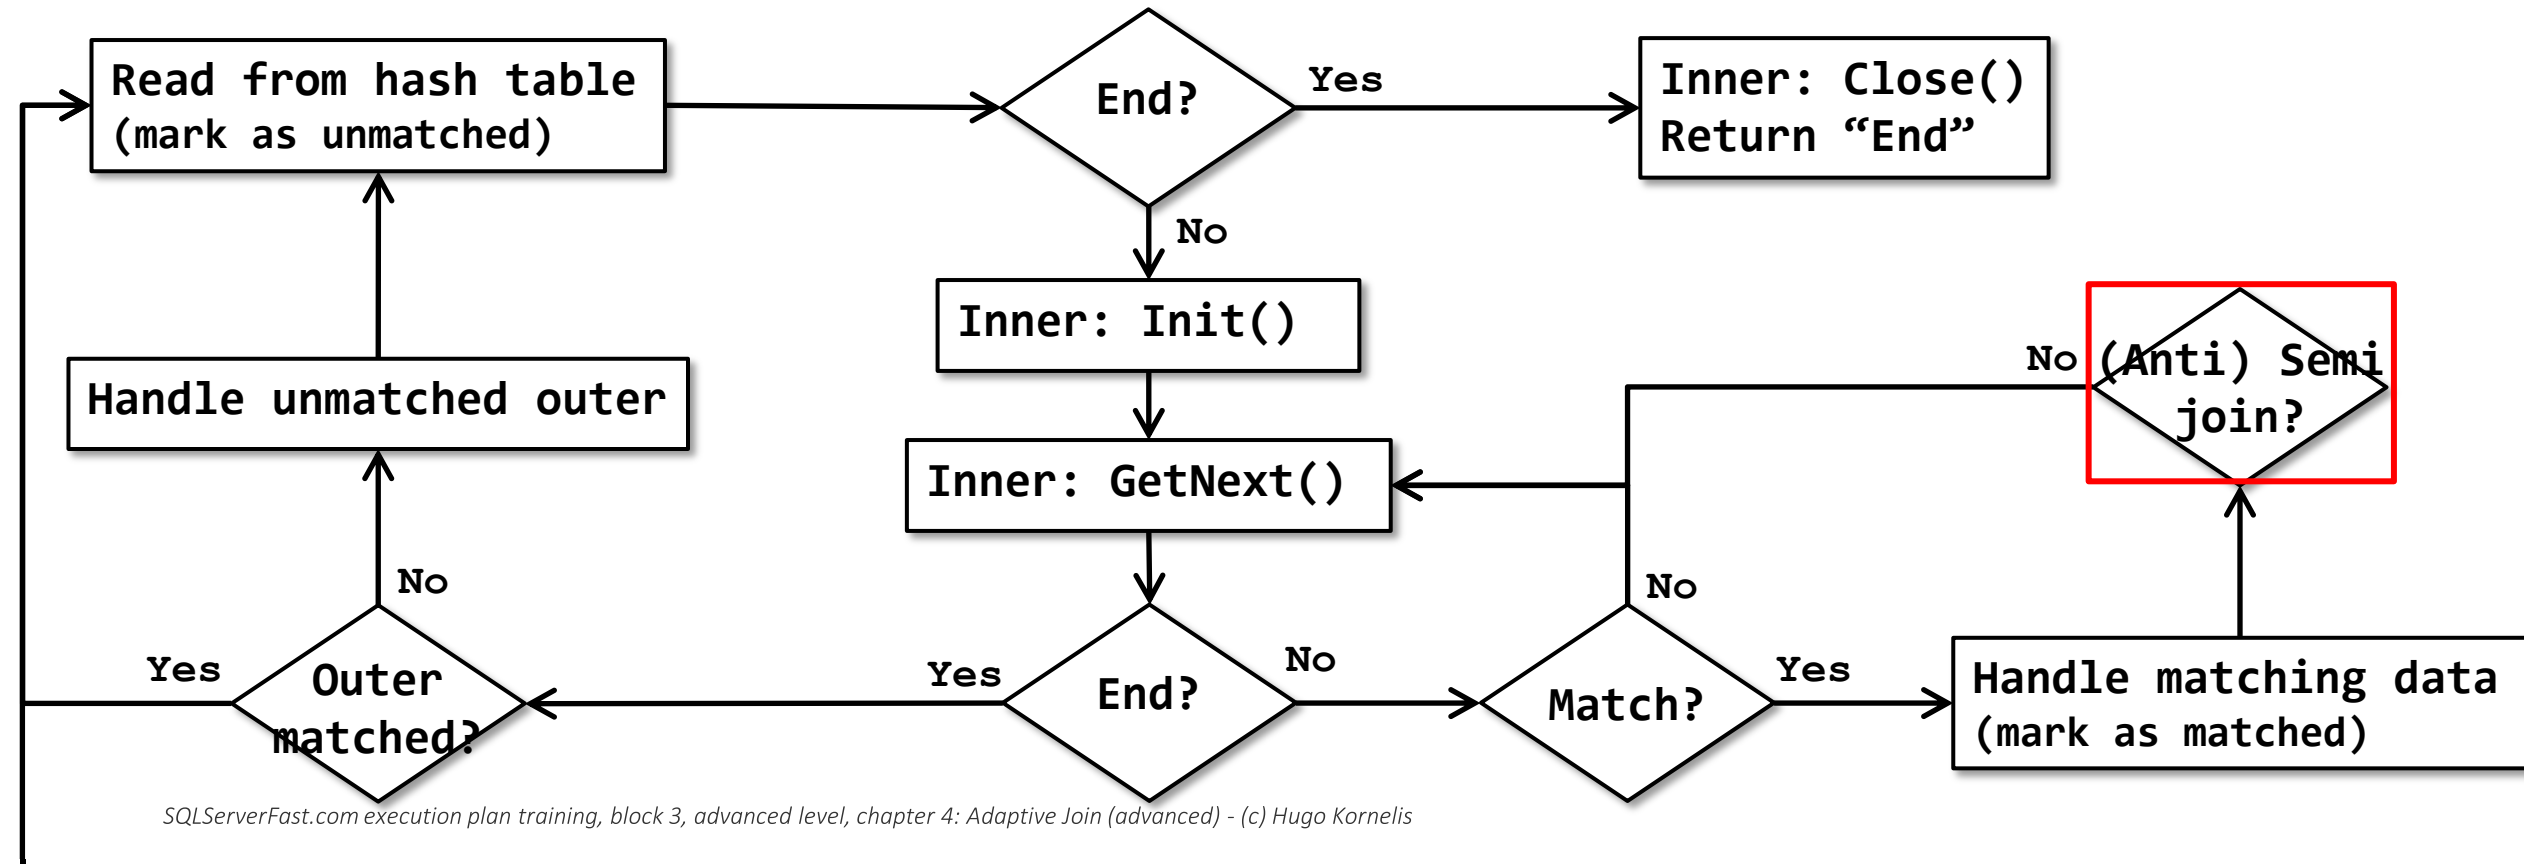 Read from hash table
(mark as unmatched)
End?
Yes
Inner: Close()
Return “End”
No
Inner: Init()
No
(Anti) Semi
join?
Handle unmatched outer
Inner: GetNext()
No
No
Yes
Outer
matched?
Yes
End?
No
Match?
Yes
Handle matching data
(mark as matched)
SQLServerFast.com execution plan training, block 3, advanced level, chapter 4: Adaptive Join (advanced) - (c) Hugo Kornelis